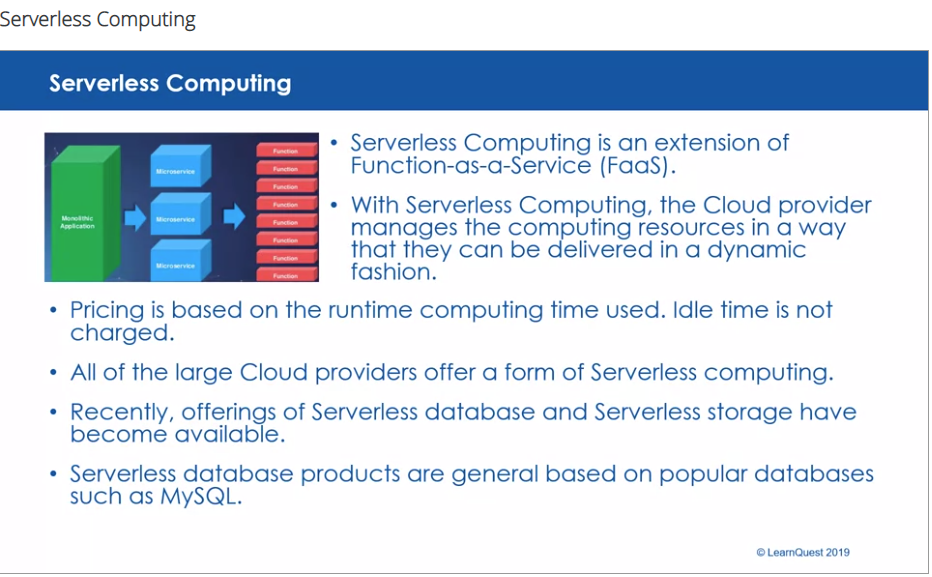 Serverless Computing
Serverless Computing
Monolithic
Application
Microservice
Microservice
Microservice
Function
Function
Function
Function
Function
Function
Function
Function
• Serverless Computing is an extension of
Function-as-a-Service (FaaS).
• With Serverless Computing, the Cloud provider
manages the computing resources in a way
that they can be delivered in a dynamic
fashion.
• Pricing is based on the runtime computing time used. Idle time is not
charged.
• All of the large Cloud providers offer a form of Serverless computing.
• Recently, offerings of Serverless database and Serverless storage have
become available.
• Serverless database products are general based on popular databases
such as MySQL.
© LearnQuest 2019